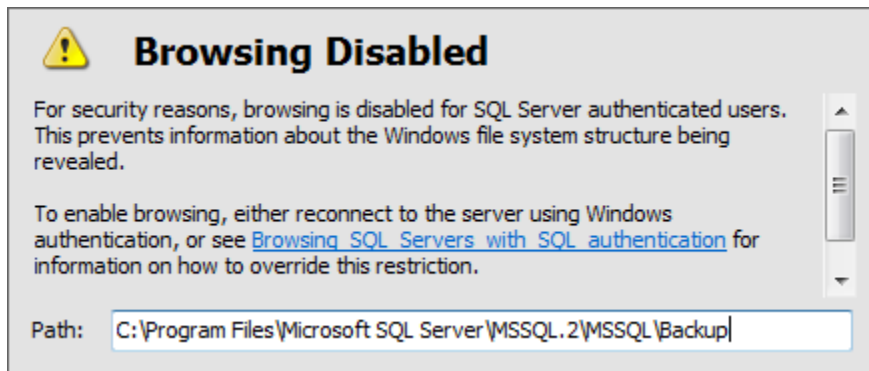 Browsing Disabled
For security reasons, browsing is disabled for SQL Server authenticated users.
This prevents information about the Windows file system structure being
revealed.
To enable browsing, either reconnect to the server using Windows
authentication, or see Browsing SQL Servers with SQL authentication for
information on how to override this restriction.
Path: C:\Program Files\Microsoft SQL Server\MSSQL.2\MSSQL\Backup